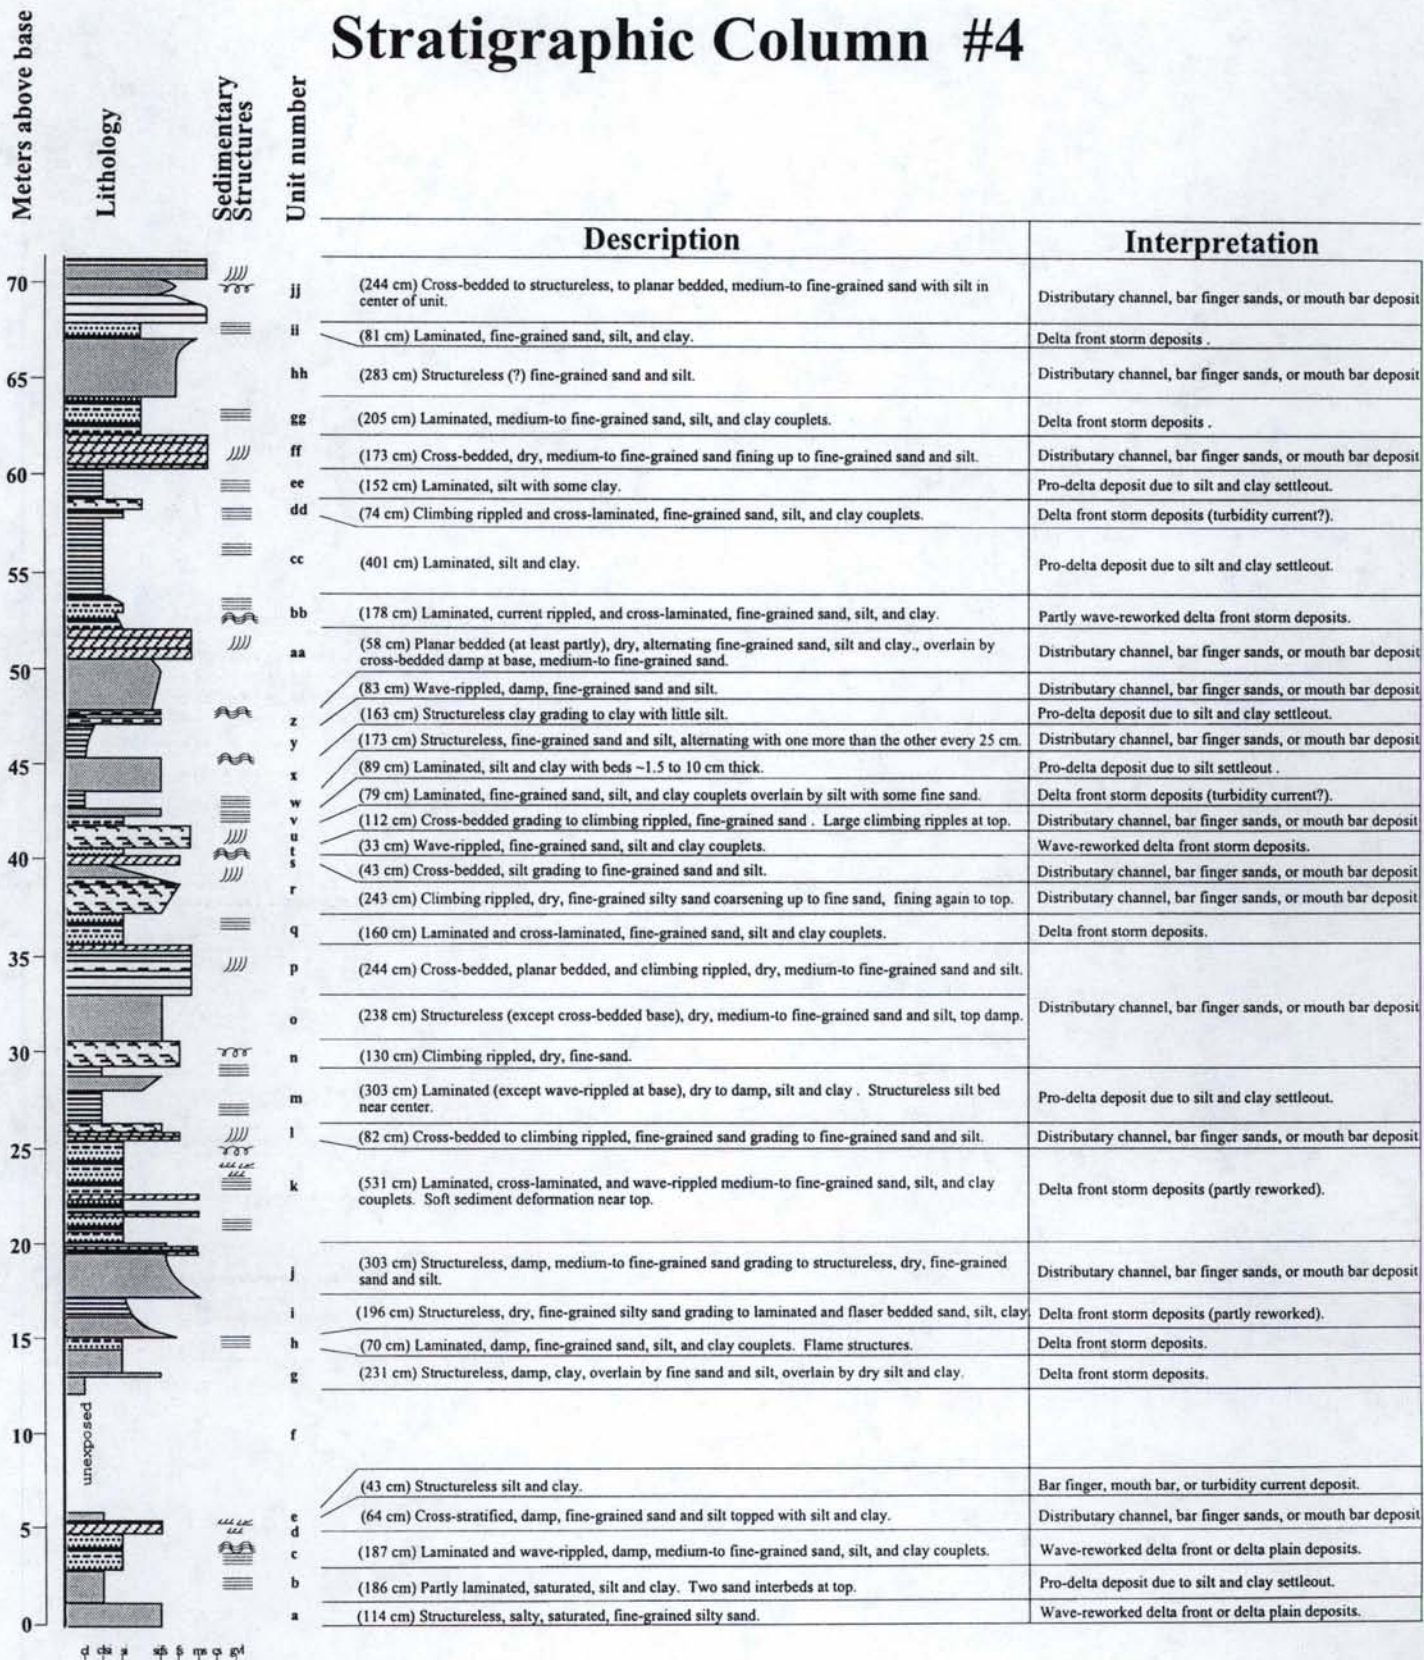 Stratigraphic Column #4
Meters above base
Lithology
Sedimentary
Structures
Unit number
Description
Interpretation
70
jj
(244 cm) Cross-bedded to structureless, to planar bedded, medium-to fine-grained sand with silt in
center of unit.
Distributary channel, bar finger sands, or mouth bar deposit
ii
(81 cm) Laminated, fine-grained sand, silt, and clay.
Delta front storm deposits .
65
hh
(283 cm) Structureless (?) fine-grained sand and silt.
Distributary channel, bar finger sands, or mouth bar deposit
gg
(205 cm) Laminated, medium-to fine-grained sand, silt, and clay couplets.
Delta front storm deposits .
ff
(173 cm) Cross-bedded, dry, medium-to fine-grained sand fining up to fine-grained sand and silt.
Distributary channel, bar finger sands, or mouth bar deposit
60
ee
(152 cm) Laminated, silt with some clay.
Pro-delta deposit due to silt and clay settleout.
dd
(74 cm) Climbing rippled and cross-laminated, fine-grained sand, silt, and clay couplets.
Delta front storm deposits (turbidity current?).
55
cc
(401 cm) Laminated, silt and clay.
Pro-delta deposit due to silt and clay settleout.
bb
(178 cm) Laminated, current rippled, and cross-laminated, fine-grained sand, silt, and clay.
Partly wave-reworked delta front storm deposits.
aa
(58 cm) Planar bedded (at least partly), dry, alternating fine-grained sand, silt and clay., overlain by
cross-bedded damp at base, medium-to fine-grained sand.
Distributary channel, bar finger sands, or mouth bar deposit
50
(83 cm) Wave-rippled, damp, fine-grained sand and silt.
Distributary channel, bar finger sands, or mouth bar deposit
z
(163 cm) Structureless clay grading to clay with little silt.
Pro-delta deposit due to silt and clay settleout.
y
(173 cm) Structureless, fine-grained sand and silt, alternating with one more than the other every 25 cm.
Distributary channel, bar finger sands, or mouth bar deposit
45
x
(89 cm) Laminated, silt and clay with beds ~1.5 to 10 cm thick.
Pro-delta deposit due to silt settleout .
w
(79 cm) Laminated, fine-grained sand, silt, and clay couplets overlain by silt with some fine sand.
Delta front storm deposits (turbidity current?).
v
(112 cm) Cross-bedded grading to climbing rippled, fine-grained sand . Large climbing ripples at top.
Distributary channel, bar finger sands, or mouth bar deposit
u
t
(33 cm) Wave-rippled, fine-grained sand, silt and clay couplets.
Wave-reworked delta front storm deposits.
40
s
(43 cm) Cross-bedded, silt grading to fine-grained sand and silt.
Distributary channel, bar finger sands, or mouth bar deposit
r
(243 cm) Climbing rippled, dry, fine-grained silty sand coarsening up to fine sand, fining again to top.
Distributary channel, bar finger sands, or mouth bar deposit
q
(160 cm) Laminated and cross-laminated, fine-grained sand, silt and clay couplets.
Delta front storm deposits.
35
p
(244 cm) Cross-bedded, planar bedded, and climbing rippled, dry, medium-to fine-grained sand and silt.
Distributary channel, bar finger sands, or mouth bar deposit
o
(238 cm) Structureless (except cross-bedded base), dry, medium-to fine-grained sand and silt, top damp.
30
n
(130 cm) Climbing rippled, dry, fine-sand.
m
(303 cm) Laminated (except wave-rippled at base), dry to damp, silt and clay . Structureless silt bed
near center.
Pro-delta deposit due to silt and clay settleout.
l
(82 cm) Cross-bedded to climbing rippled, fine-grained sand grading to fine-grained sand and silt.
Distributary channel, bar finger sands, or mouth bar deposit
25
k
(531 cm) Laminated, cross-laminated, and wave-rippled medium-to fine-grained sand, silt, and clay
couplets. Soft sediment deformation near top.
Delta front storm deposits (partly reworked).
20
j
(303 cm) Structureless, damp, medium-to fine-grained sand grading to structureless, dry, fine-grained
sand and silt.
Distributary channel, bar finger sands, or mouth bar deposit
i
(196 cm) Structureless, dry, fine-grained silty sand grading to laminated and flaser bedded sand, silt, clay
Delta front storm deposits (partly reworked).
15
h
(70 cm) Laminated, damp, fine-grained sand, silt, and clay couplets. Flame structures.
Delta front storm deposits.
g
(231 cm) Structureless, damp, clay, overlain by fine sand and silt, overlain by dry silt and clay.
Delta front storm deposits.
10
unexposed
f
(43 cm) Structureless silt and clay.
Bar finger, mouth bar, or turbidity current deposit.
e
(64 cm) Cross-stratified, damp, fine-grained sand and silt topped with silt and clay.
Distributary channel, bar finger sands, or mouth bar deposit
5
d
c
(187 cm) Laminated and wave-rippled, damp, medium-to fine-grained sand, silt, and clay couplets.
Wave-reworked delta front or delta plain deposits.
b
(186 cm) Partly laminated, saturated, silt and clay. Two sand interbeds at top.
Pro-delta deposit due to silt and clay settleout.
0
a
(114 cm) Structureless, salty, saturated, fine-grained silty sand.
Wave-reworked delta front or delta plain deposits.
cl clsi si sifs fs ms cs gvl